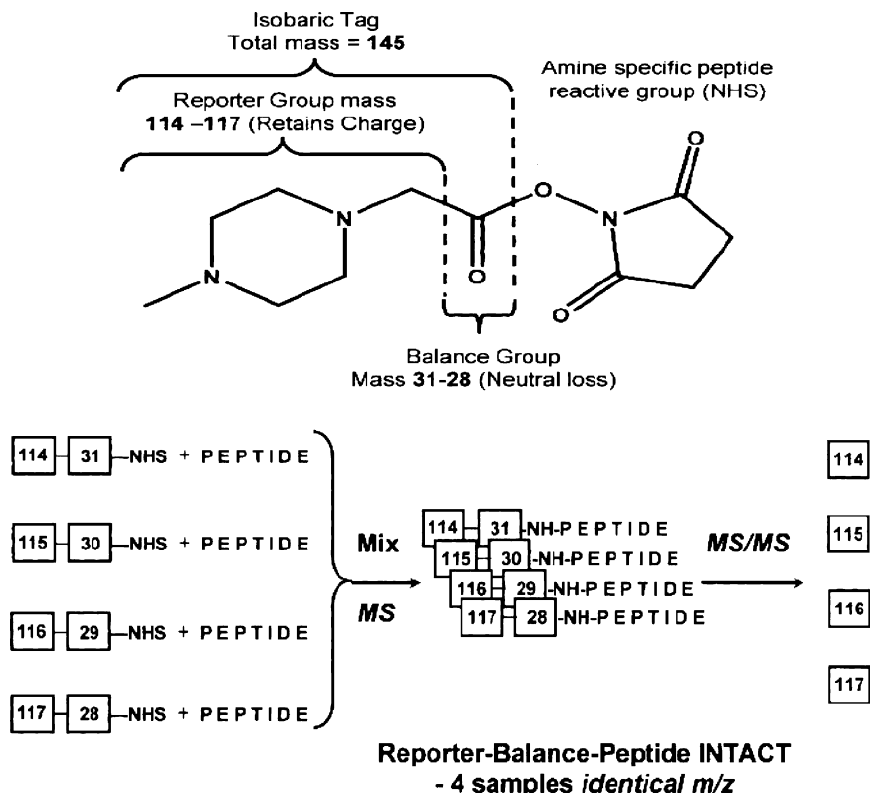 Isobaric Tag
Total mass = 145
Amine specific peptide
reactive group (NHS)
Reporter Group mass
114 –117 (Retains Charge)
O
O
N
N
N
O
O
Balance Group
Mass 31-28 (Neutral loss)
114 31 -NHS + PEPTIDE
115 30 -NHS + PEPTIDE
116 29 -NHS + PEPTIDE
117 28 -NHS + PEPTIDE
Mix
MS
114 31 -NH-PEPTIDE
115 30 -NH-PEPTIDE
116 29 -NH-PEPTIDE
117 28 -NH-PEPTIDE
MS/MS
114
115
116
117
Reporter-Balance-Peptide INTACT
- 4 samples identical m/z